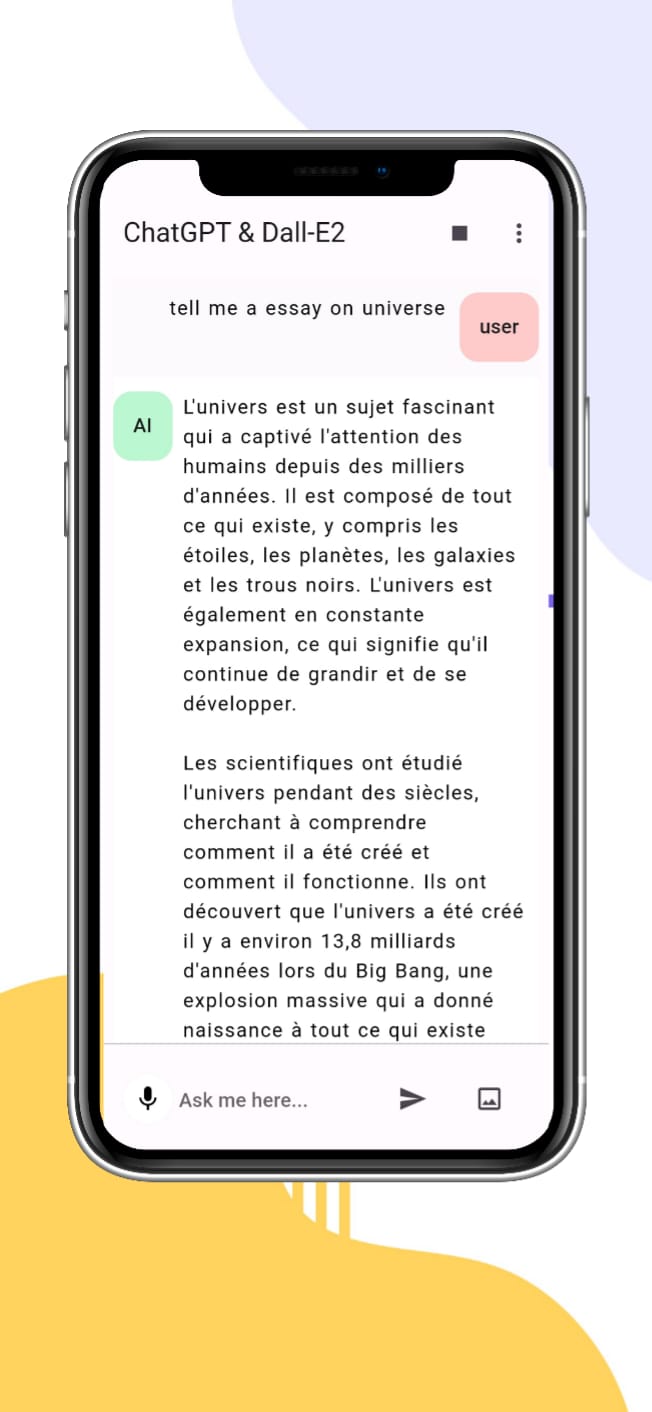 ChatGPT & Dall-E2
tell me a essay on universe
user
AI
L'univers est un sujet fascinant
qui a captivé l'attention des
humains depuis des milliers
d'années. Il est composé de tout
ce qui existe, y compris les
étoiles, les planètes, les galaxies
et les trous noirs. L'univers est
également en constante
expansion, ce qui signifie qu'il
continue de grandir et de se
développer.
Les scientifiques ont étudié
l'univers pendant des siècles,
cherchant à comprendre
comment il a été créé et
comment il fonctionne. Ils ont
découvert que l'univers a été créé
il y a environ 13,8 milliards
d'années lors du Big Bang, une
explosion massive qui a donné
naissance à tout ce qui existe
Ask me here...